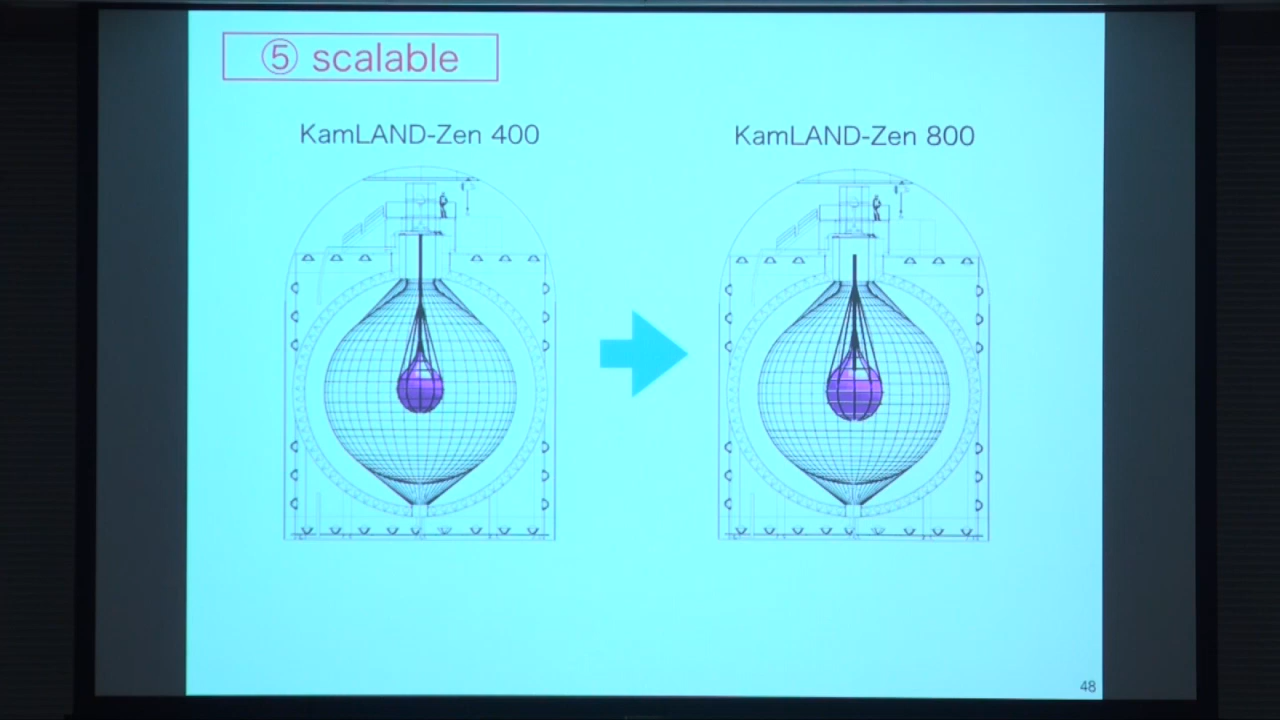 ⑤ scalable
KamLAND-Zen 400
KamLAND-Zen 800
48